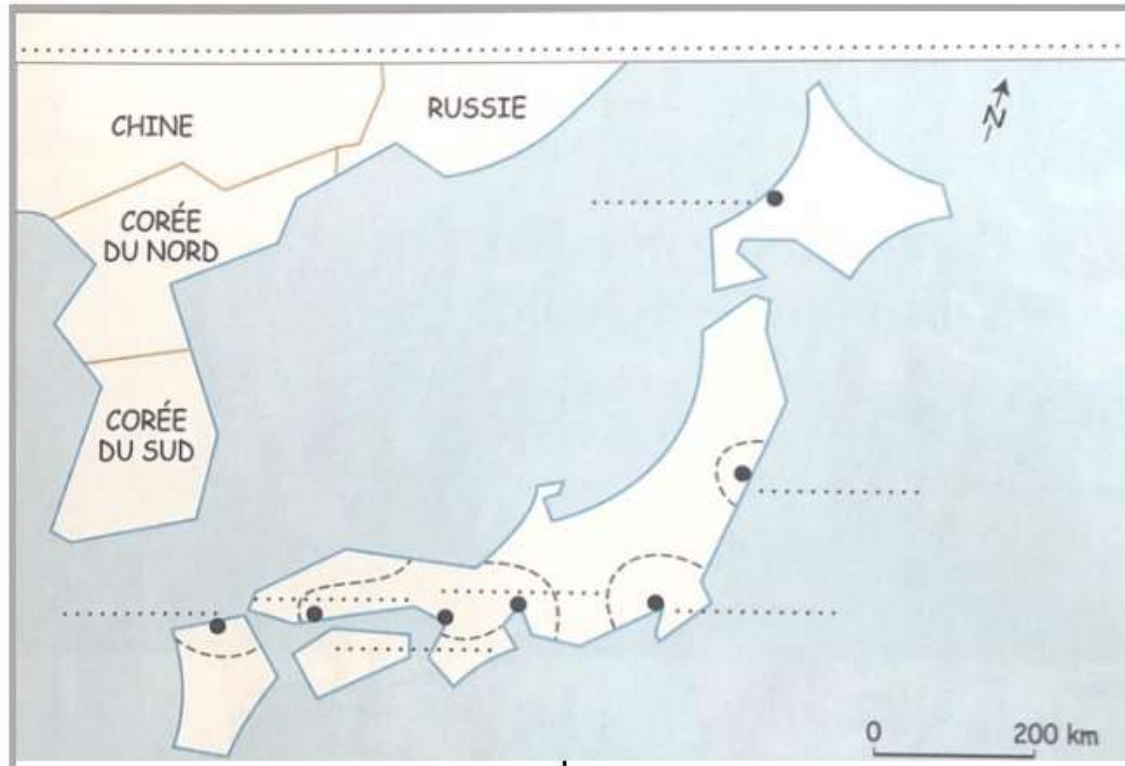 RUSSIE
CHINE
N
CORÉE
DU NORD
CORÉE
DU SUD
0 200 km